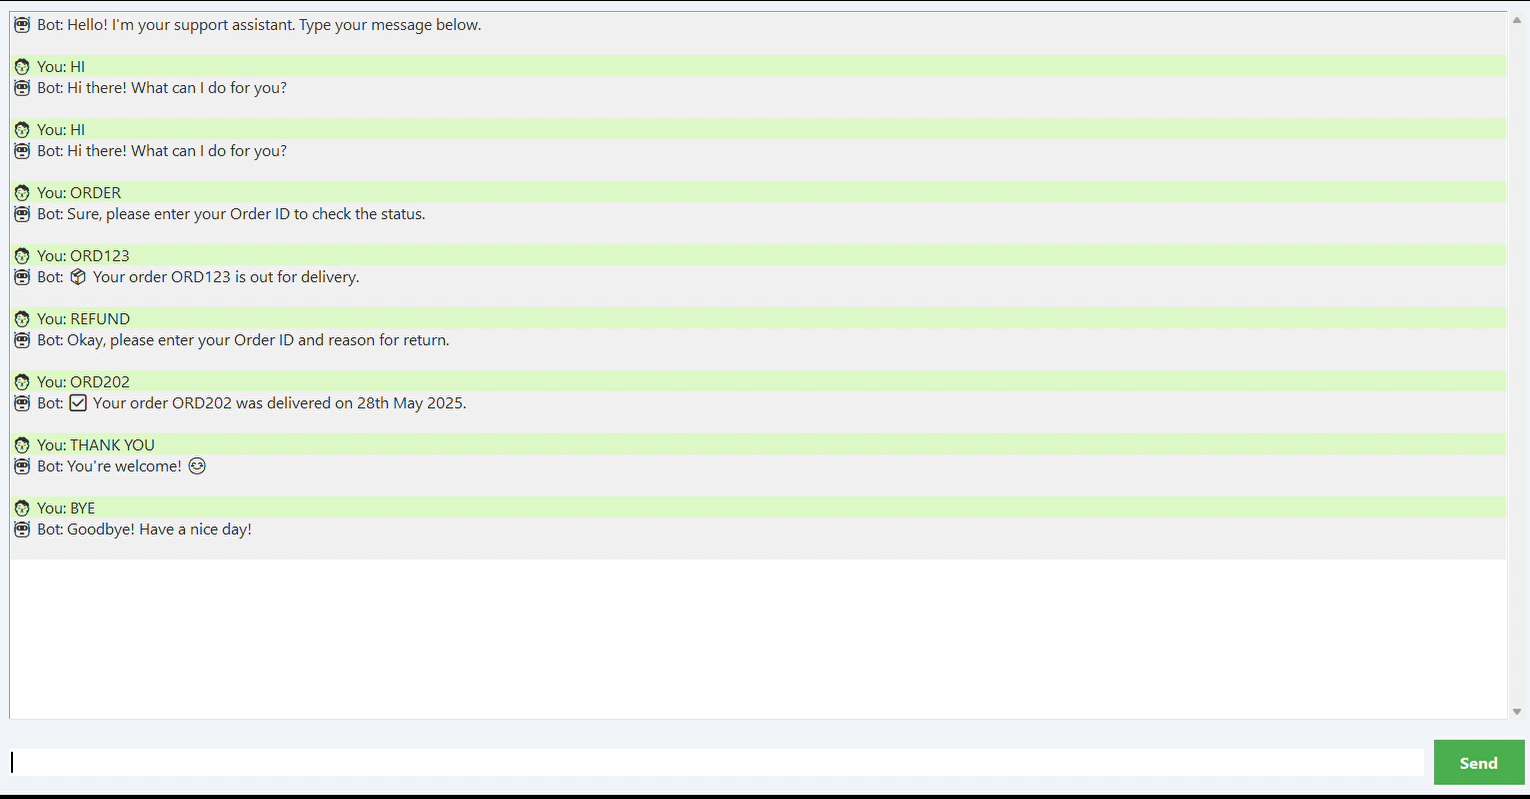 Bot: Hello! I'm your support assistant. Type your message below.
You: HI
Bot: Hi there! What can I do for you?
You: HI
Bot: Hi there! What can I do for you?
You: ORDER
Bot: Sure, please enter your Order ID to check the status.
You: ORD123
Bot: 📦 Your order ORD123 is out for delivery.
You: REFUND
Bot: Okay, please enter your Order ID and reason for return.
You: ORD202
Bot: ☑ Your order ORD202 was delivered on 28th May 2025.
You: THANK YOU
Bot: You're welcome! 😊
You: BYE
Bot: Goodbye! Have a nice day!
Send